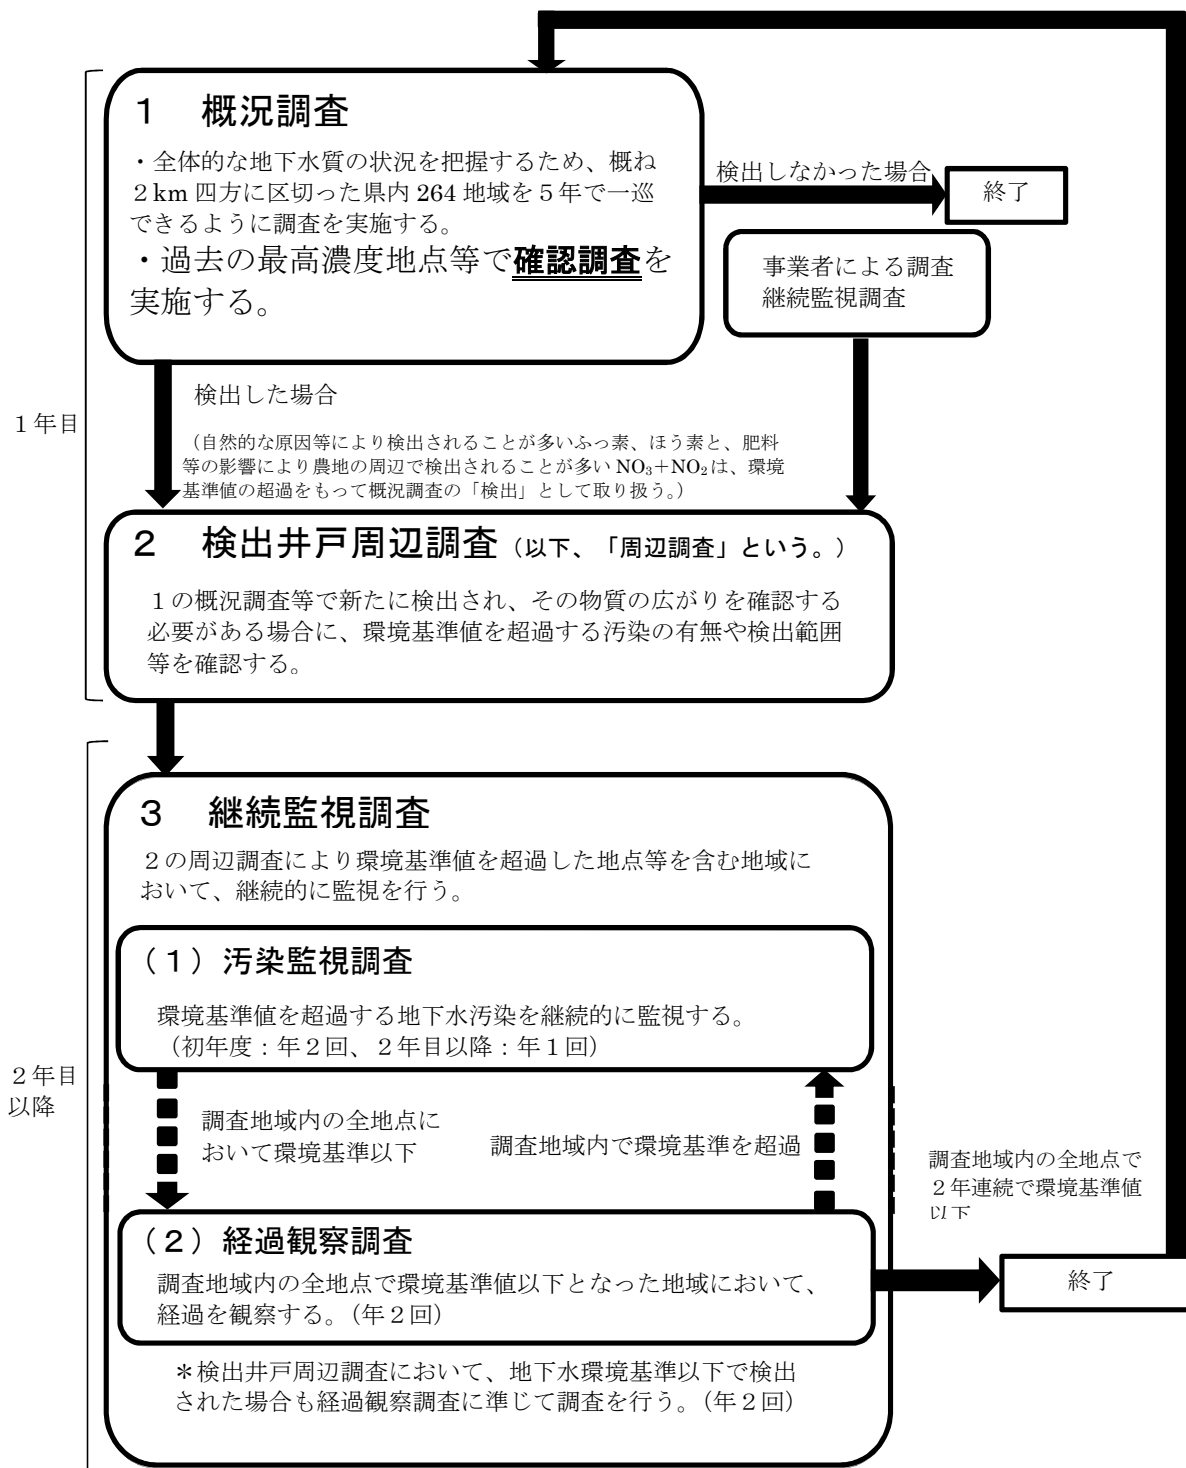 １　概況調査
・全体的な地下水質の状況を把握するため、概ね
２km 四方に区切った県内 264 地域を５年で一巡
できるように調査を実施する。
・過去の最高濃度地点等で確認調査を
実施する。
検出しなかった場合
終了
事業者による調査
継続監視調査
検出した場合
（自然的な原因等により検出されることが多いふっ素、ほう素と、肥料
等の影響により農地の周辺で検出されることが多い NO₃＋NO₂は、環境
基準値の超過をもって概況調査の「検出」として取り扱う。）
１年目
２　検出井戸周辺調査（以下、「周辺調査」という。）
１の概況調査等で新たに検出され、その物質の広がりを確認する
必要がある場合に、環境基準値を超過する汚染の有無や検出範囲
等を確認する。
３　継続監視調査
２の周辺調査により環境基準値を超過した地点等を含む地域に
おいて、継続的に監視を行う。
（１）汚染監視調査
環境基準値を超過する地下水汚染を継続的に監視する。
（初年度：年２回、２年目以降：年１回）
２年目
以降
調査地域内の全地点に
おいて環境基準以下
調査地域内で環境基準を超過
調査地域内の全地点で
２年連続で環境基準値
以下
（２）経過観察調査
調査地域内の全地点で環境基準値以下となった地域において、
経過を観察する。（年２回）
終了
＊検出井戸周辺調査において、地下水環境基準以下で検出
された場合も経過観察調査に準じて調査を行う。（年２回）